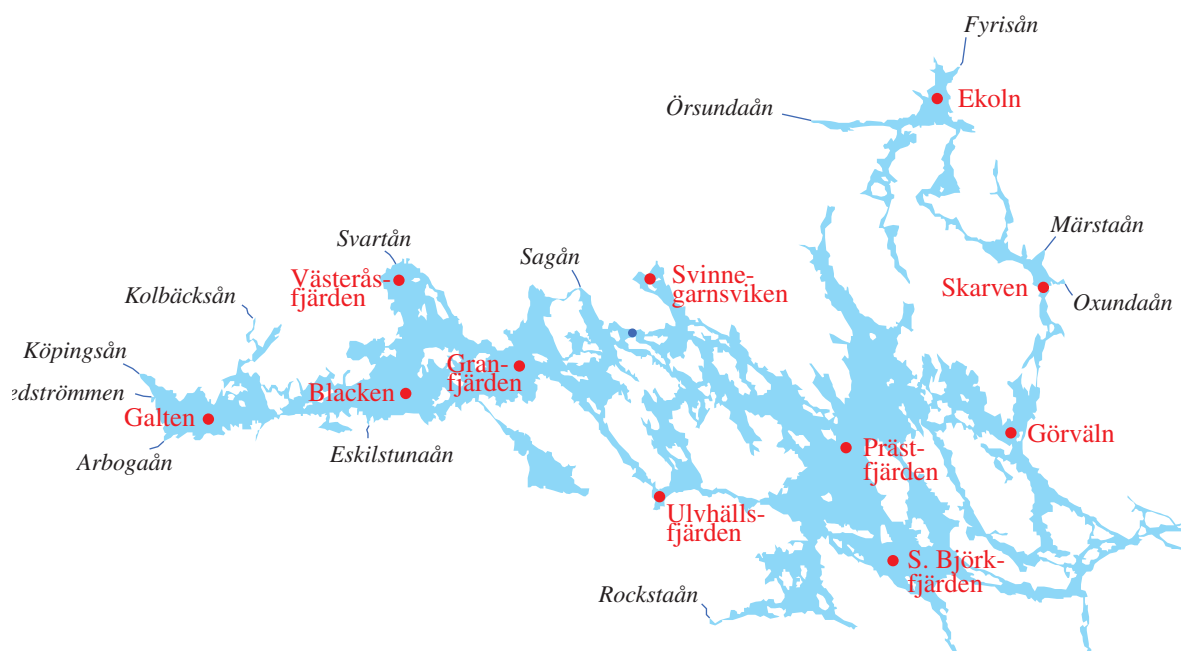 Fyrisån
Ekoln
Örsundaån
Märstaån
Svartån
Sagån
Västerås-
fjärden
Svinne-
garnsviken
Skarven
Oxundaån
Kolbäcksån
Köpingsån
Gran-
fjärden
edströmmen
Blacken
Galten
Görväln
Arbogaån
Eskilstunaån
Präst-
fjärden
Ulvhälls-
fjärden
S. Björk-
fjärden
Rockstaån